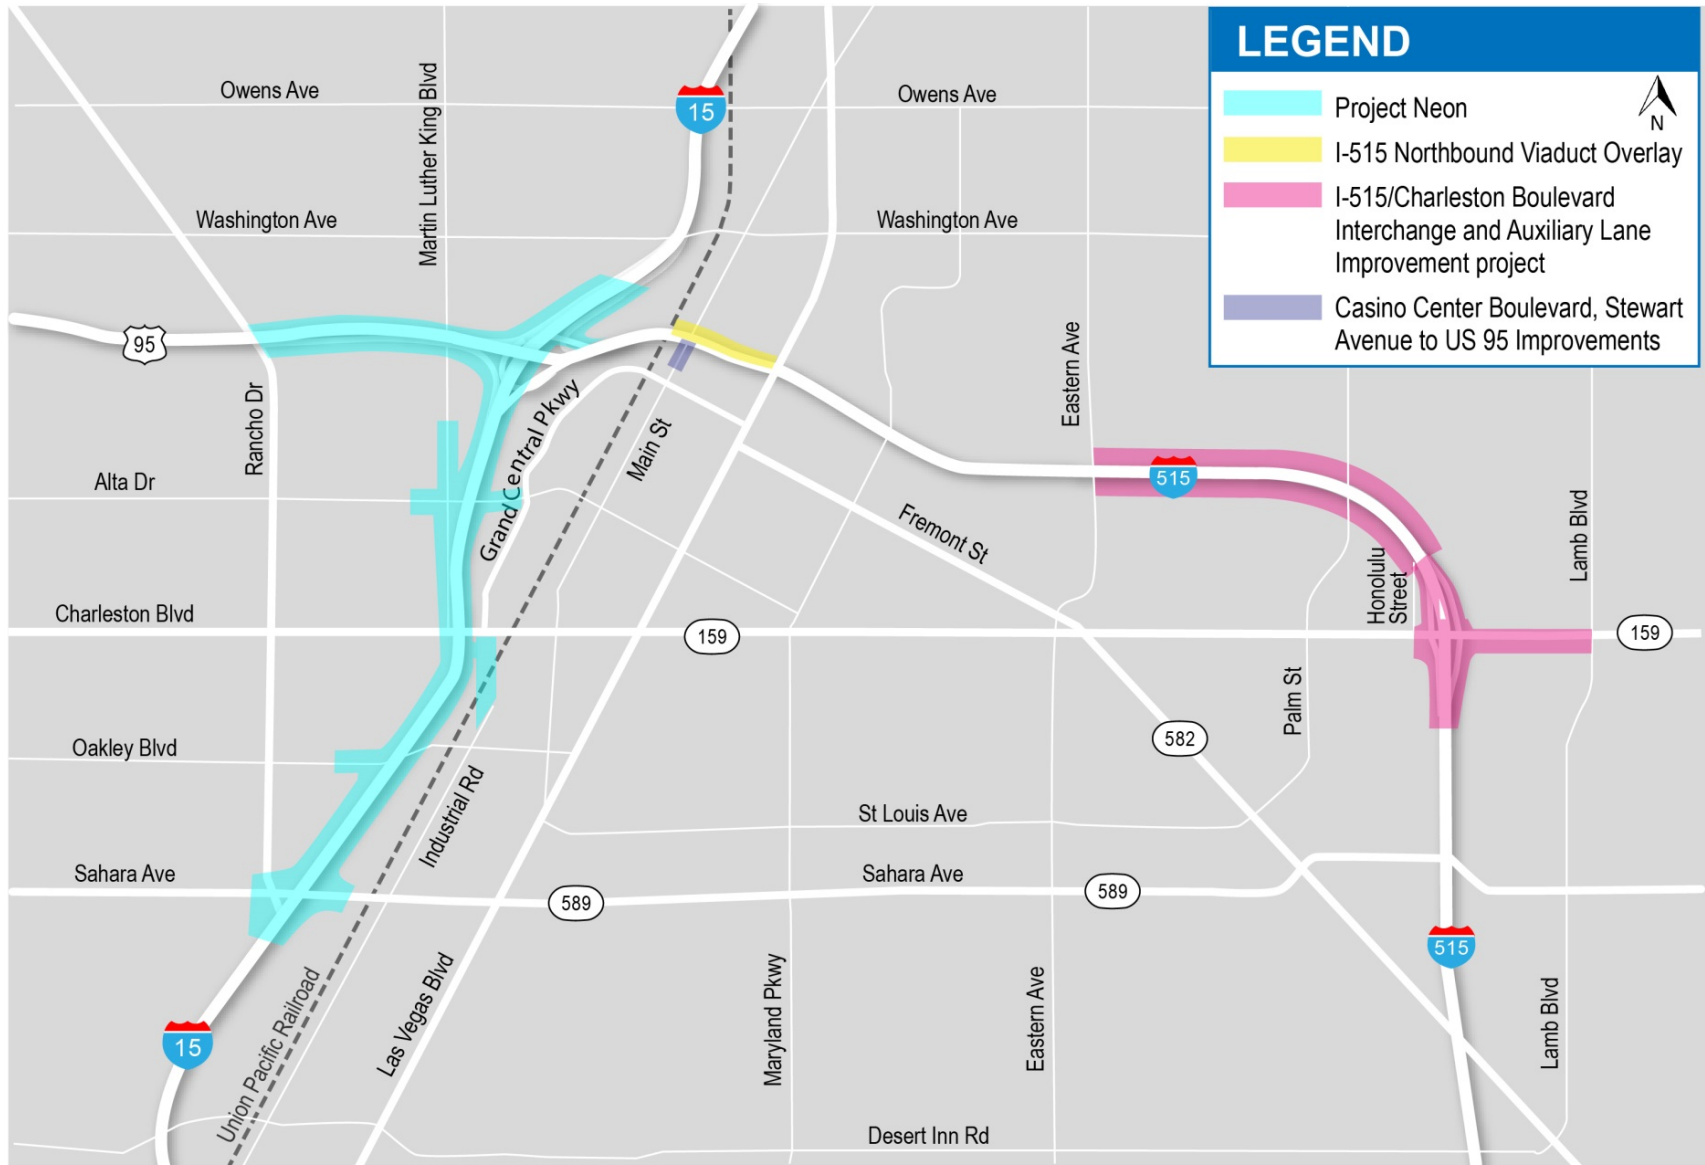 LEGEND
N
Project Neon
I-515 Northbound Viaduct Overlay
I-515/Charleston Boulevard
Interchange and Auxiliary Lane
Improvement project
Casino Center Boulevard, Stewart
Avenue to US 95 Improvements
Owens Ave
Martin Luther King Blvd
15
Owens Ave
Washington Ave
Washington Ave
95
Rancho Dr
Grand Central Pkwy
Main St
Eastern Ave
515
Alta Dr
Fremont St
Honolulu
Street
Lamb Blvd
Charleston Blvd
159
159
Oakley Blvd
Industrial Rd
582
Palm St
St Louis Ave
Sahara Ave
589
Sahara Ave
589
515
15
Union Pacific Railroad
Las Vegas Blvd
Maryland Pkwy
Eastern Ave
Lamb Blvd
Desert Inn Rd